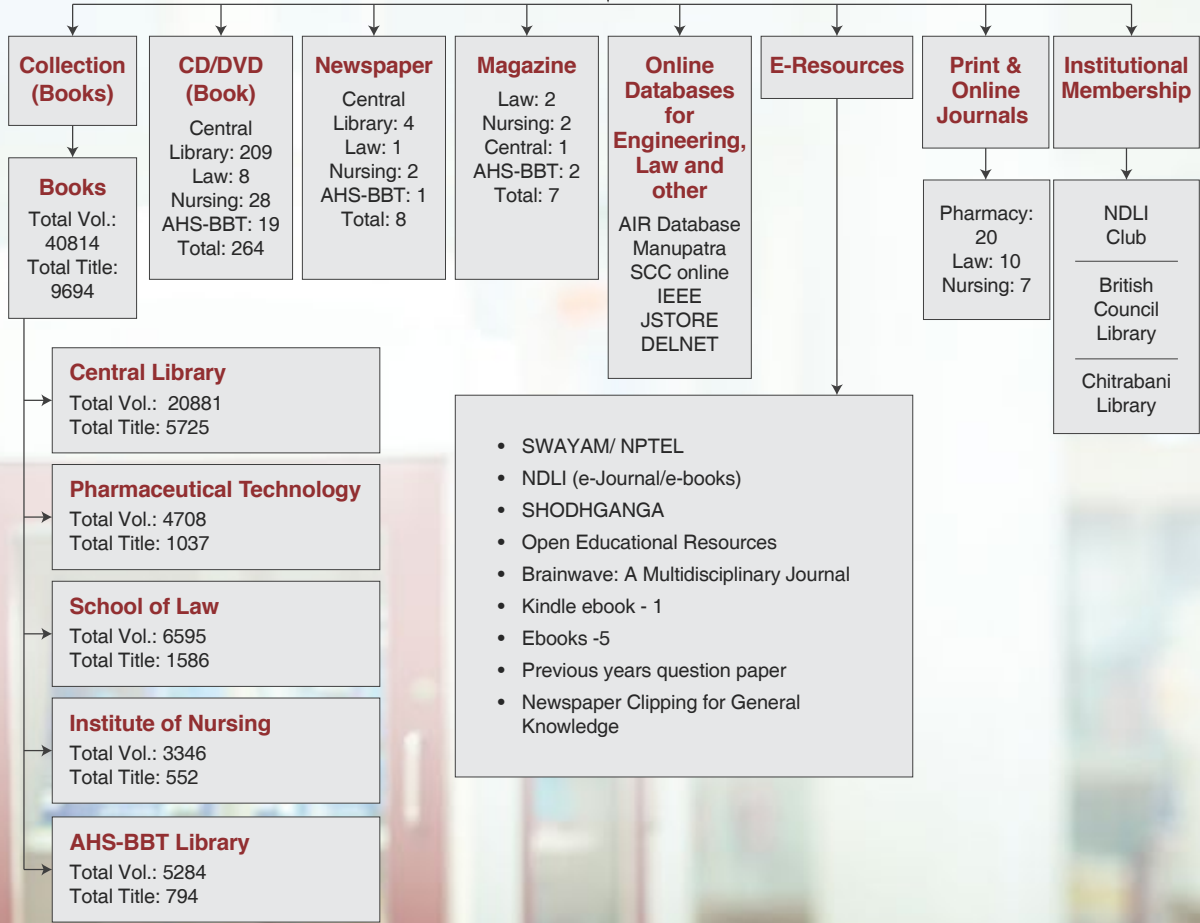 Collection
(Books)
Books
Total Vol.:
40814
Total Title:
9694
Central Library
Total Vol.: 20881
Total Title: 5725
Pharmaceutical Technology
Total Vol.: 4708
Total Title: 1037
School of Law
Total Vol.: 6595
Total Title: 1586
Institute of Nursing
Total Vol.: 3346
Total Title: 552
AHS-BBT Library
Total Vol.: 5284
Total Title: 794
CD/DVD
(Book)
Central
Library: 209
Law: 8
Nursing: 28
AHS-BBT: 19
Total: 264
Newspaper
Central
Library: 4
Law: 1
Nursing: 2
AHS-BBT: 1
Total: 8
Magazine
Law: 2
Nursing: 2
Central: 1
AHS-BBT: 2
Total: 7
Online
Databases
for
Engineering,
Law and
other
AIR Database
Manupatra
SCC online
IEEE
JSTORE
DELNET
E-Resources
• SWAYAM/ NPTEL
• NDLI (e-Journal/e-books)
• SHODHGANGA
• Open Educational Resources
• Brainwave: A Multidisciplinary Journal
• Kindle ebook - 1
• Ebooks -5
• Previous years question paper
• Newspaper Clipping for General
Knowledge
Print &
Online
Journals
Pharmacy:
20
Law: 10
Nursing: 7
Institutional
Membership
NDLI
Club
British
Council
Library
Chitrabani
Library